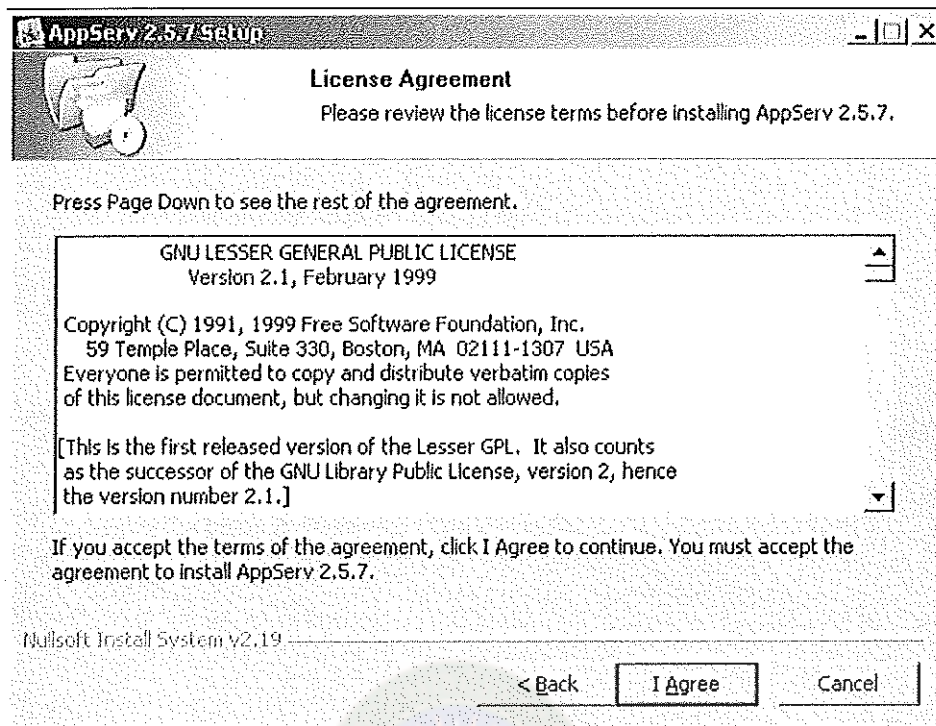 AppServ 2.5.7 Setup
License Agreement
Please review the license terms before installing AppServ 2.5.7.
Press Page Down to see the rest of the agreement.
GNU LESSER GENERAL PUBLIC LICENSE
Version 2.1, February 1999
Copyright (C) 1991, 1999 Free Software Foundation, Inc.
59 Temple Place, Suite 330, Boston, MA 02111-1307 USA
Everyone is permitted to copy and distribute verbatim copies
of this license document, but changing it is not allowed.
[This is the first released version of the Lesser GPL. It also counts
as the successor of the GNU Library Public License, version 2, hence
the version number 2.1.]
If you accept the terms of the agreement, click I Agree to continue. You must accept the
agreement to install AppServ 2.5.7.
Nullsoft Install System v2.19
< Back
I Agree
Cancel